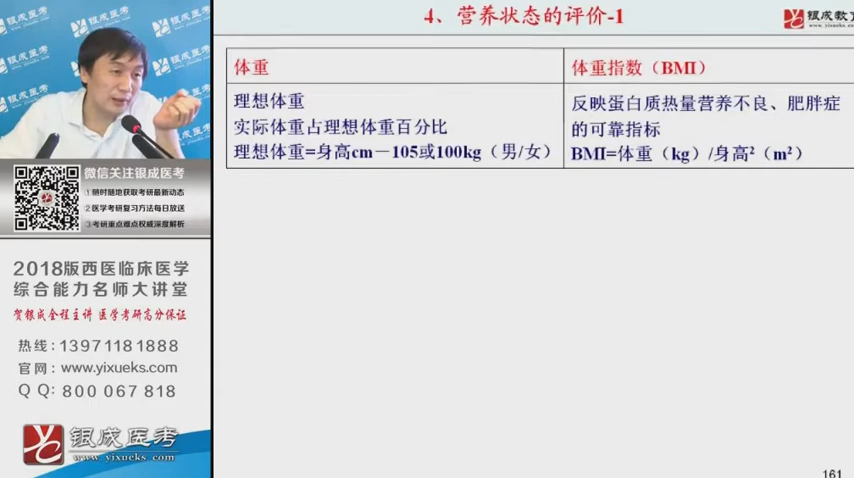 4、营养状态的评价-1
银成教育
www.yixueks.com
银成医考
体重
理想体重
实际体重占理想体重百分比
理想体重=身高cm－105或100kg（男/女）
体重指数（BMI）
反映蛋白质热量营养不良、肥胖症
的可靠指标
BMI=体重（kg）/身高²（m²）
微信关注银成医考
①随时随地获取考研最新动态
②医学考研复习方法每日放送
③考研重点难点权威深度解析
2018版西医临床医学
综合能力名师大讲堂
贺银成全程主讲 医学考研高分保证
热线:13971181888
官网:www.yixueks.com
Q Q:800 067 818
银成医考
www.yixueks.com
161